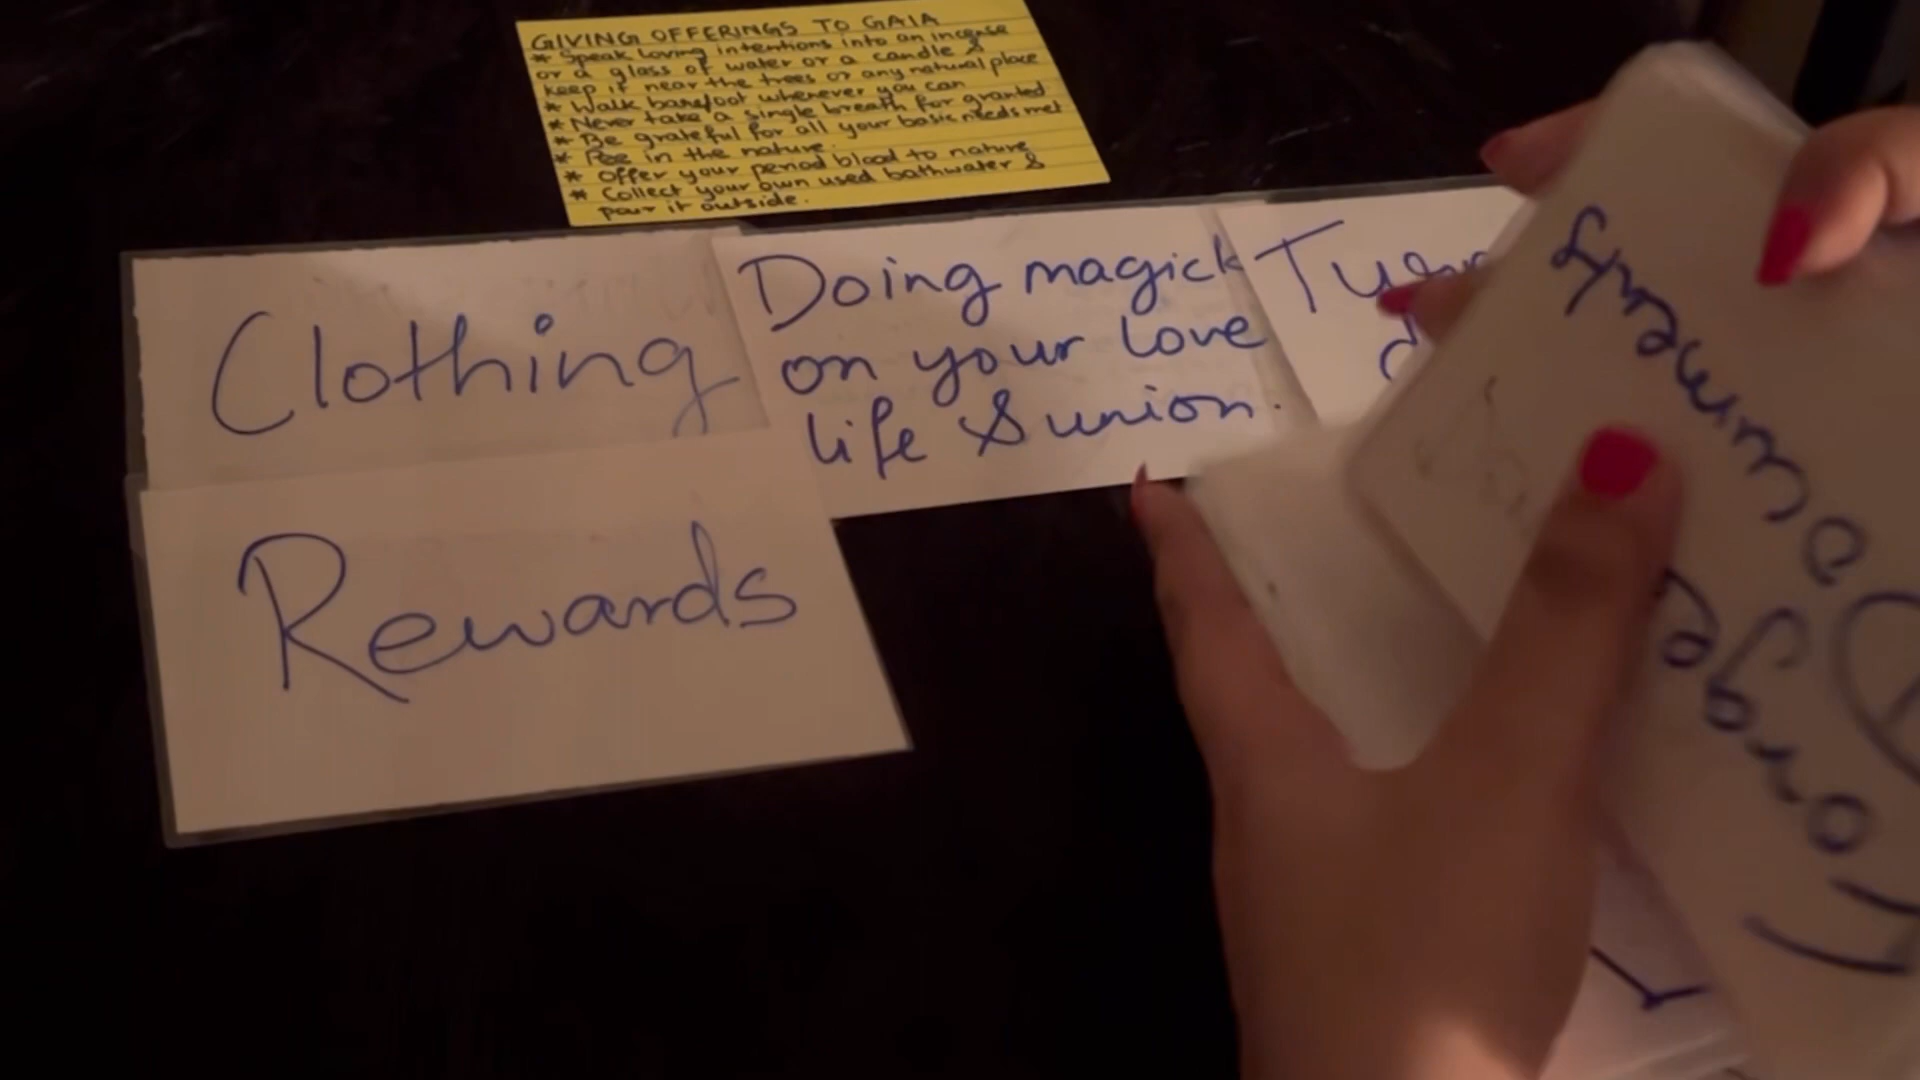 GIVING OFFERINGS TO GAIA
* Speak loving intentions into an incense
or a glass of water or a candle &
keep it near the trees or any natural place
* Walk barefoot wherever you can
* Never take a single breath for granted
* Be grateful for all your basic needs met
* Pee in the nature.
* Offer your period blood to nature
* Collect your own used bathwater &
pour it outside.
Clothing
Doing magick
on your love
life & union.
Rewards